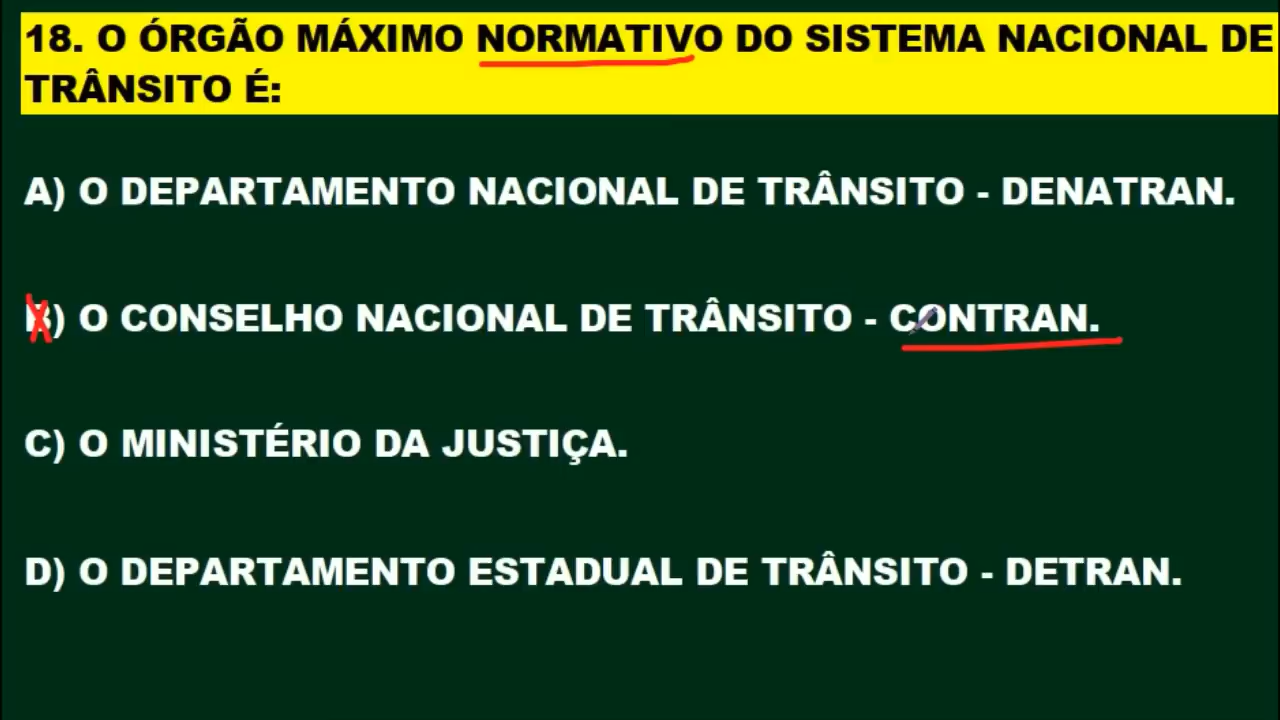 18. O ÓRGÃO MÁXIMO NORMATIVO DO SISTEMA NACIONAL DE
TRÂNSITO É:
A) O DEPARTAMENTO NACIONAL DE TRÂNSITO - DENATRAN.
B) O CONSELHO NACIONAL DE TRÂNSITO - CONTRAN.
C) O MINISTÉRIO DA JUSTIÇA.
D) O DEPARTAMENTO ESTADUAL DE TRÂNSITO - DETRAN.